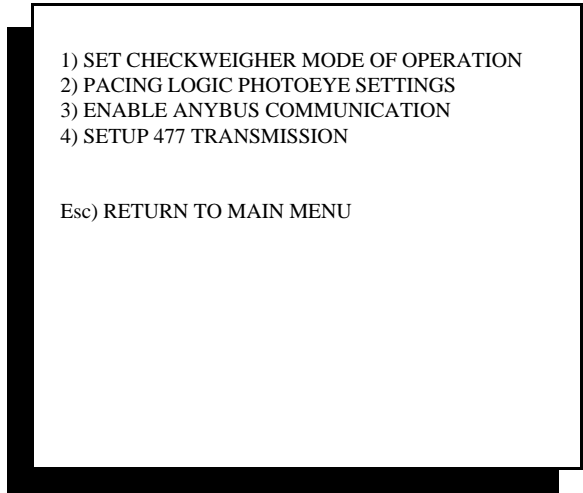 1) SET CHECKWEIGHER MODE OF OPERATION
2) PACING LOGIC PHOTOEYE SETTINGS
3) ENABLE ANYBUS COMMUNICATION
4) SETUP 477 TRANSMISSION
Esc) RETURN TO MAIN MENU